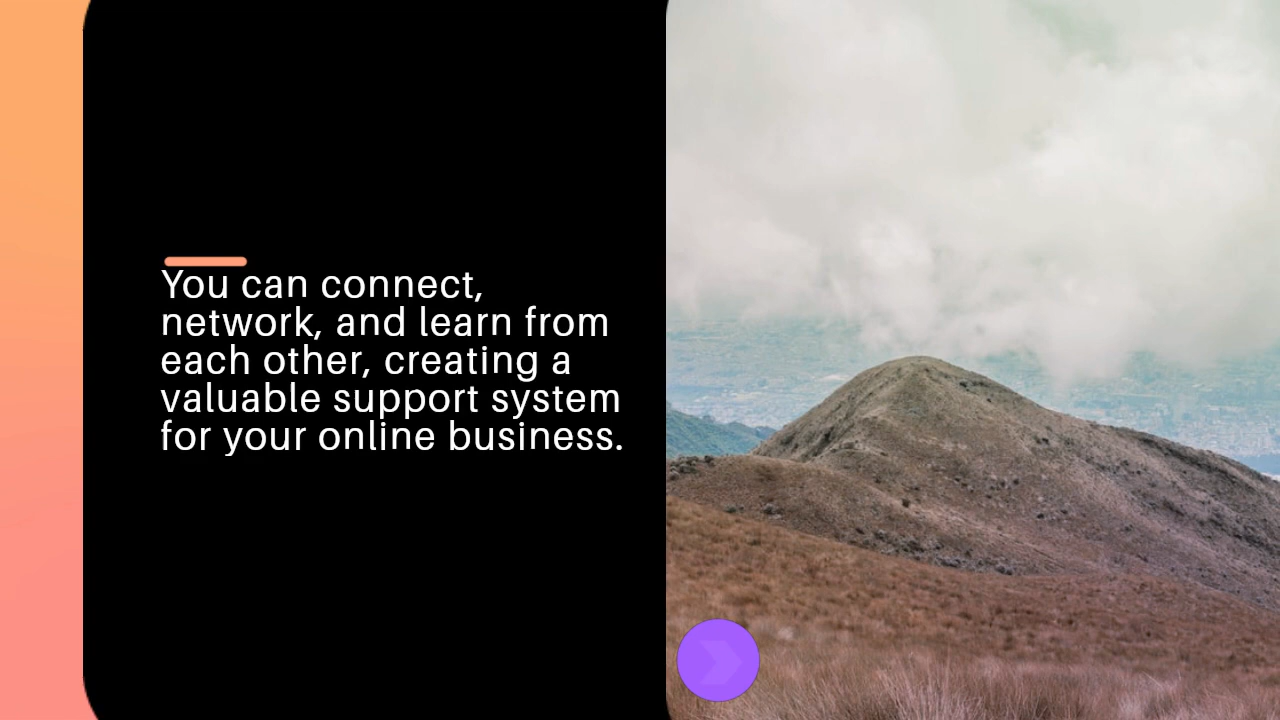 You can connect,
network, and learn from
each other, creating a
valuable support system
for your online business.